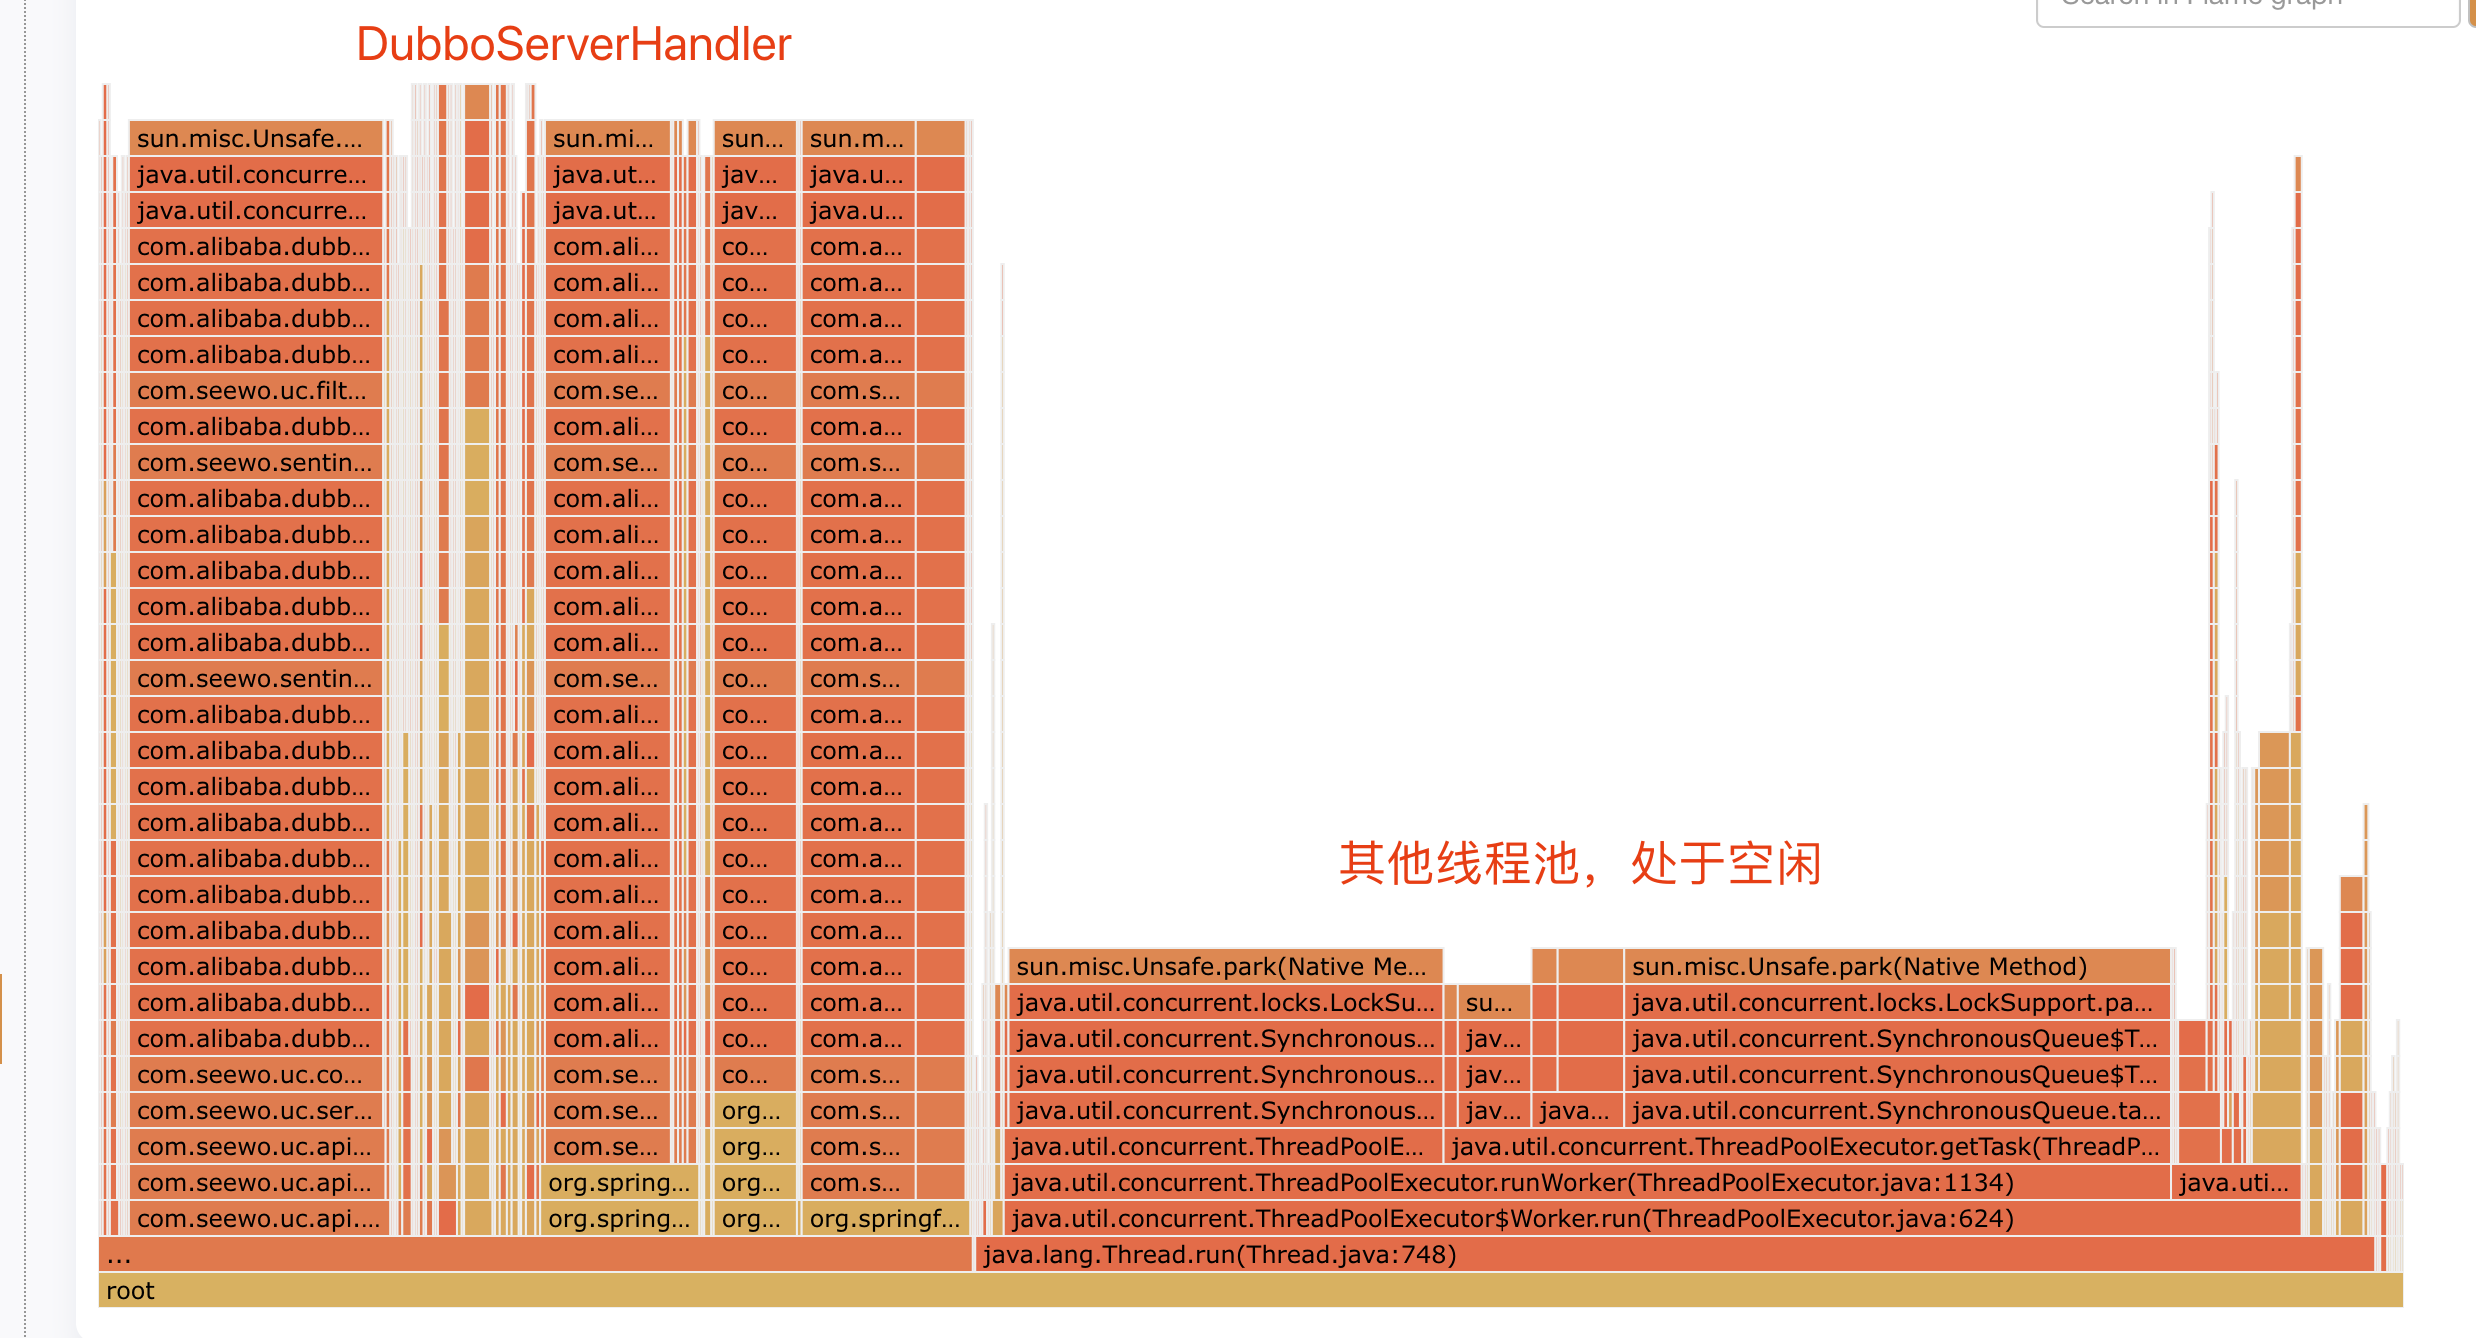 Search in Flame graph
DubboServerHandler
sun.misc.Unsafe.... sun.mi... sun... sun.m...
java.util.concurre... java.ut... jav... java.u...
java.util.concurre... java.ut... jav... java.u...
com.alibaba.dubb... com.ali... co... com.a...
com.alibaba.dubb... com.ali... co... com.a...
com.alibaba.dubb... com.ali... co... com.a...
com.alibaba.dubb... com.ali... co... com.a...
com.seewo.uc.filt... com.se... co... com.s...
com.alibaba.dubb... com.ali... co... com.a...
com.seewo.sentin... com.se... co... com.s...
com.alibaba.dubb... com.ali... co... com.a...
com.alibaba.dubb... com.ali... co... com.a...
com.alibaba.dubb... com.ali... co... com.a...
com.alibaba.dubb... com.ali... co... com.a...
com.alibaba.dubb... com.ali... co... com.a...
com.seewo.sentin... com.se... co... com.s...
com.alibaba.dubb... com.ali... co... com.a...
com.alibaba.dubb... com.ali... co... com.a...
com.alibaba.dubb... com.ali... co... com.a...
com.alibaba.dubb... com.ali... co... com.a...
com.alibaba.dubb... com.ali... co... com.a...
其他线程池，处于空闲
com.alibaba.dubb... com.ali... co... com.a...
com.alibaba.dubb... com.ali... co... com.a...
com.alibaba.dubb... com.ali... co... com.a... sun.misc.Unsafe.park(Native Me... sun.misc.Unsafe.park(Native Method)
com.alibaba.dubb... com.ali... co... com.a... java.util.concurrent.locks.LockSu... su... java.util.concurrent.locks.LockSupport.pa...
com.alibaba.dubb... com.ali... co... com.a... java.util.concurrent.Synchronous... jav... java.util.concurrent.SynchronousQueue$T...
com.seewo.uc.co... com.se... co... com.s... java.util.concurrent.Synchronous... jav... java.util.concurrent.SynchronousQueue$T...
com.seewo.uc.ser... com.se... org... com.s... java.util.concurrent.Synchronous... jav... java... java.util.concurrent.SynchronousQueue.ta...
com.seewo.uc.api... com.se... org... com.s... java.util.concurrent.ThreadPoolE... java.util.concurrent.ThreadPoolExecutor.getTask(ThreadP...
com.seewo.uc.api... org.spring... org... com.s... java.util.concurrent.ThreadPoolExecutor.runWorker(ThreadPoolExecutor.java:1134) java.uti...
com.seewo.uc.api.... org.spring... org... org.springf... java.util.concurrent.ThreadPoolExecutor$Worker.run(ThreadPoolExecutor.java:624)
... java.lang.Thread.run(Thread.java:748)
root